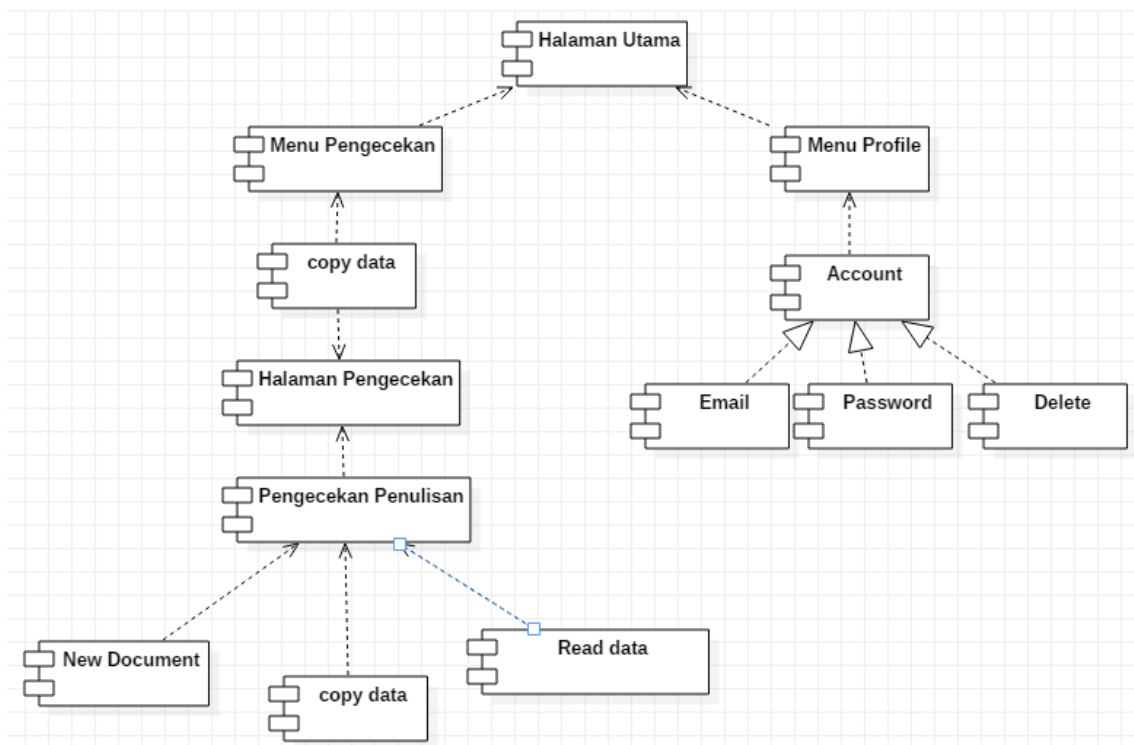 Halaman Utama
Menu Pengecekan
Menu Profile
copy data
Account
Halaman Pengecekan
Email
Password
Delete
Pengecekan Penulisan
New Document
copy data
Read data